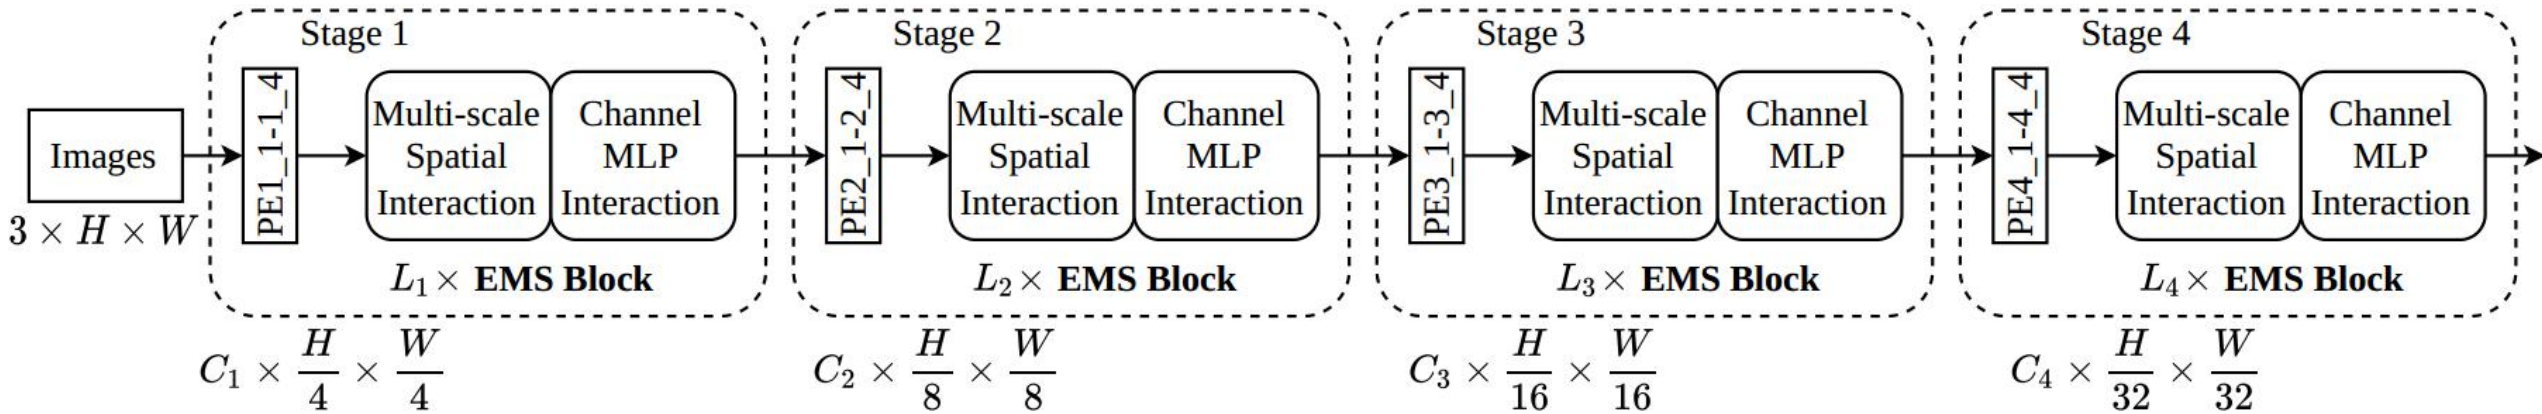 Images
3 × H × W
Stage 1
PE1_1-1_4
Multi-scale
Spatial
Interaction
Channel
MLP
Interaction
L₁ × EMS Block
C₁ × H/4 × W/4
Stage 2
PE2_1-2_4
Multi-scale
Spatial
Interaction
Channel
MLP
Interaction
L₂ × EMS Block
C₂ × H/8 × W/8
Stage 3
PE3_1-3_4
Multi-scale
Spatial
Interaction
Channel
MLP
Interaction
L₃ × EMS Block
C₃ × H/16 × W/16
Stage 4
PE4_1-4_4
Multi-scale
Spatial
Interaction
Channel
MLP
Interaction
L₄ × EMS Block
C₄ × H/32 × W/32